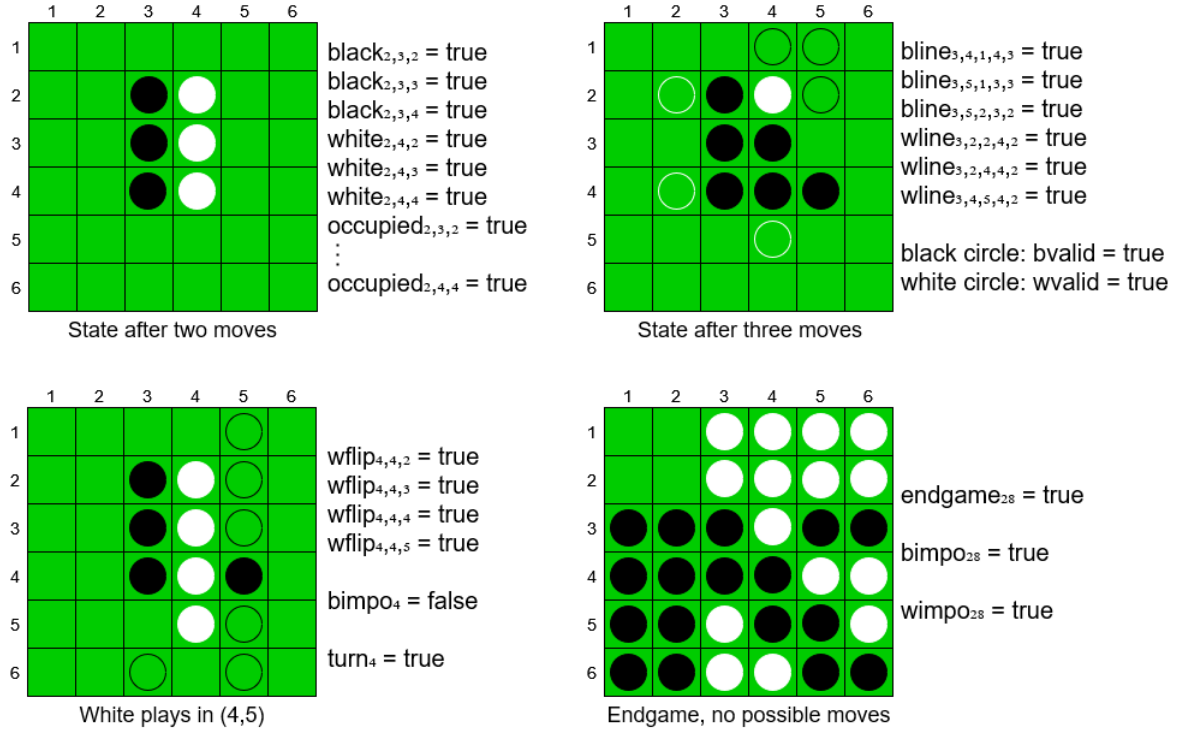 1 2 3 4 5 6
1
2
3
4
5
6
black₂,₃,₂ = true
black₂,₃,₃ = true
black₂,₃,₄ = true
white₂,₄,₂ = true
white₂,₄,₃ = true
white₂,₄,₄ = true
occupied₂,₃,₂ = true
⋮
occupied₂,₄,₄ = true
State after two moves
1 2 3 4 5 6
1
2
3
4
5
6
bline₃,₄,₁,₄,₃ = true
bline₃,₅,₁,₃,₃ = true
bline₃,₅,₂,₃,₂ = true
wline₃,₂,₂,₄,₂ = true
wline₃,₂,₄,₄,₂ = true
wline₃,₄,₅,₄,₂ = true
black circle: bvalid = true
white circle: wvalid = true
State after three moves
1 2 3 4 5 6
1
2
3
4
5
6
wflip₄,₄,₂ = true
wflip₄,₄,₃ = true
wflip₄,₄,₄ = true
wflip₄,₄,₅ = true
bimpo₄ = false
turn₄ = true
White plays in (4,5)
1 2 3 4 5 6
1
2
3
4
5
6
endgame₂₈ = true
bimpo₂₈ = true
wimpo₂₈ = true
Endgame, no possible moves